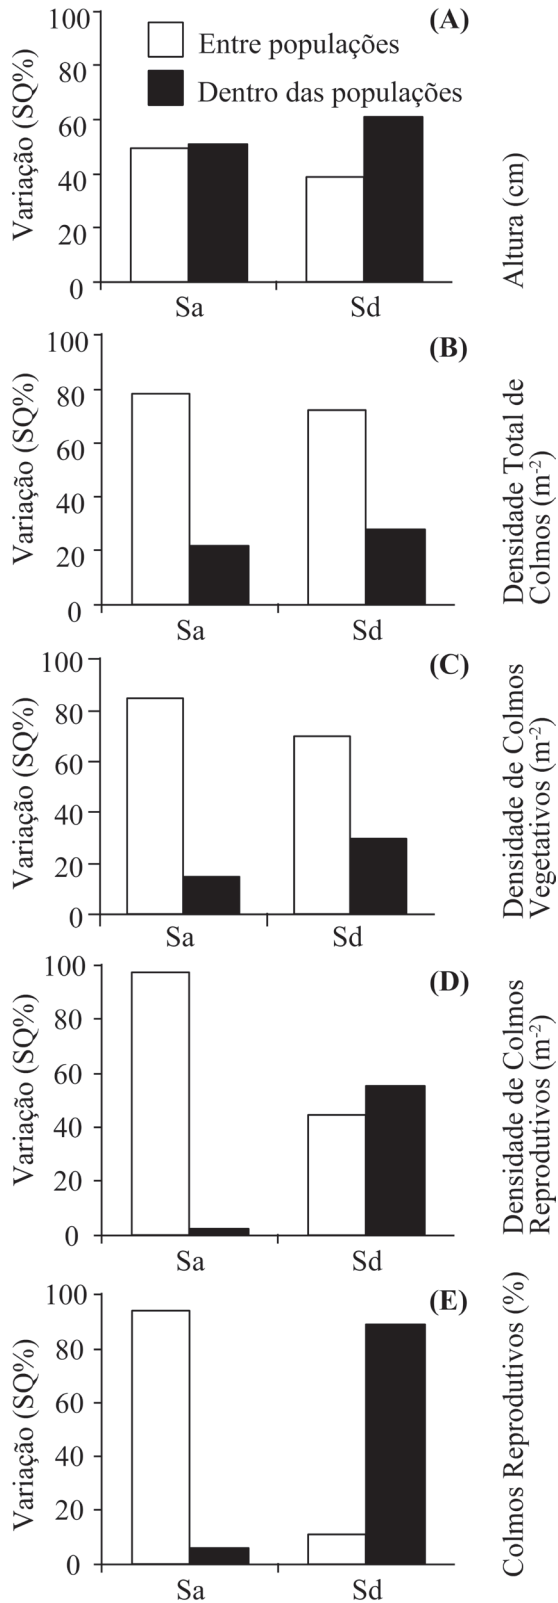 (A)
Entre populações
Dentro das populações
Variação (SQ%)
100
80
60
40
20
0
Sa
Sd
Altura (cm)
(B)
Variação (SQ%)
100
80
60
40
20
0
Sa
Sd
Densidade Total de
Colmos (m⁻²)
(C)
Variação (SQ%)
100
80
60
40
20
0
Sa
Sd
Densidade de Colmos
Vegetativos (m⁻²)
(D)
Variação (SQ%)
100
80
60
40
20
0
Sa
Sd
Densidade de Colmos
Reprodutivos (m⁻²)
(E)
Variação (SQ%)
100
80
60
40
20
0
Sa
Sd
Colmos Reprodutivos (%)